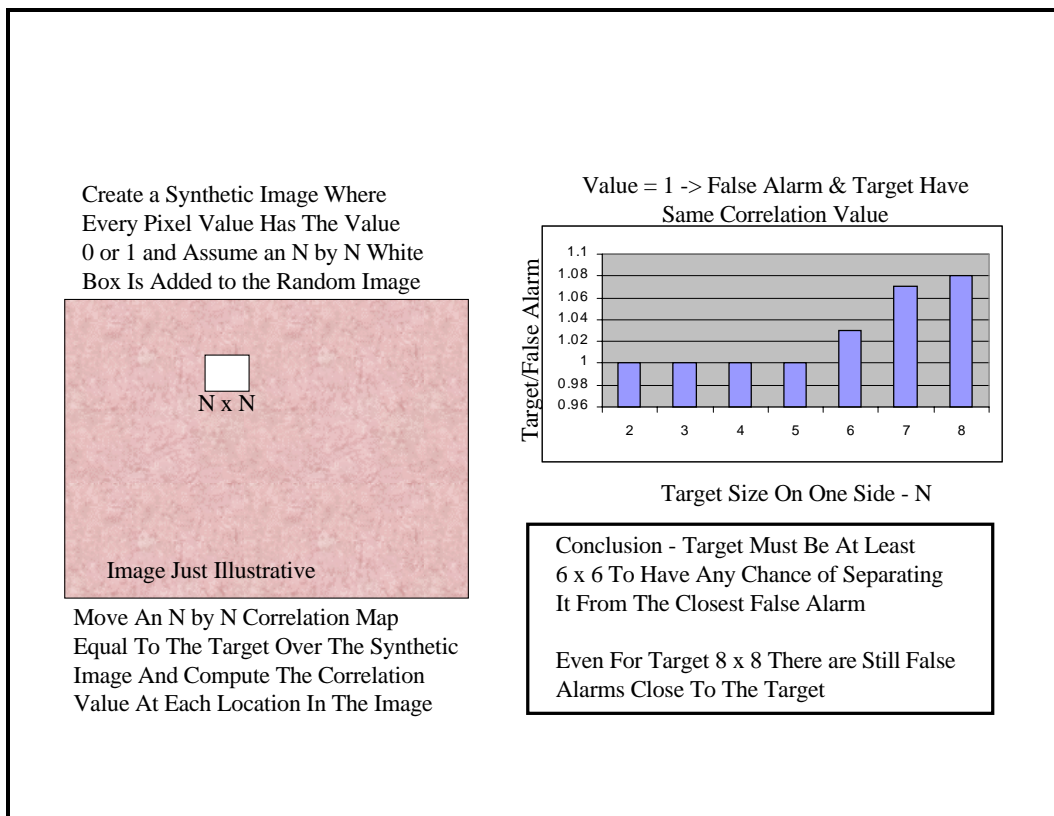 Create a Synthetic Image Where
Every Pixel Value Has The Value
0 or 1 and Assume an N by N White
Box Is Added to the Random Image
N x N
Image Just Illustrative
Move An N by N Correlation Map
Equal To The Target Over The Synthetic
Image And Compute The Correlation
Value At Each Location In The Image
Value = 1 -> False Alarm & Target Have
Same Correlation Value
Target/False Alarm
1.1
1.08
1.06
1.04
1.02
1
0.98
0.96
2 3 4 5 6 7 8
Target Size On One Side - N
Conclusion - Target Must Be At Least
6 x 6 To Have Any Chance of Separating
It From The Closest False Alarm
Even For Target 8 x 8 There are Still False
Alarms Close To The Target